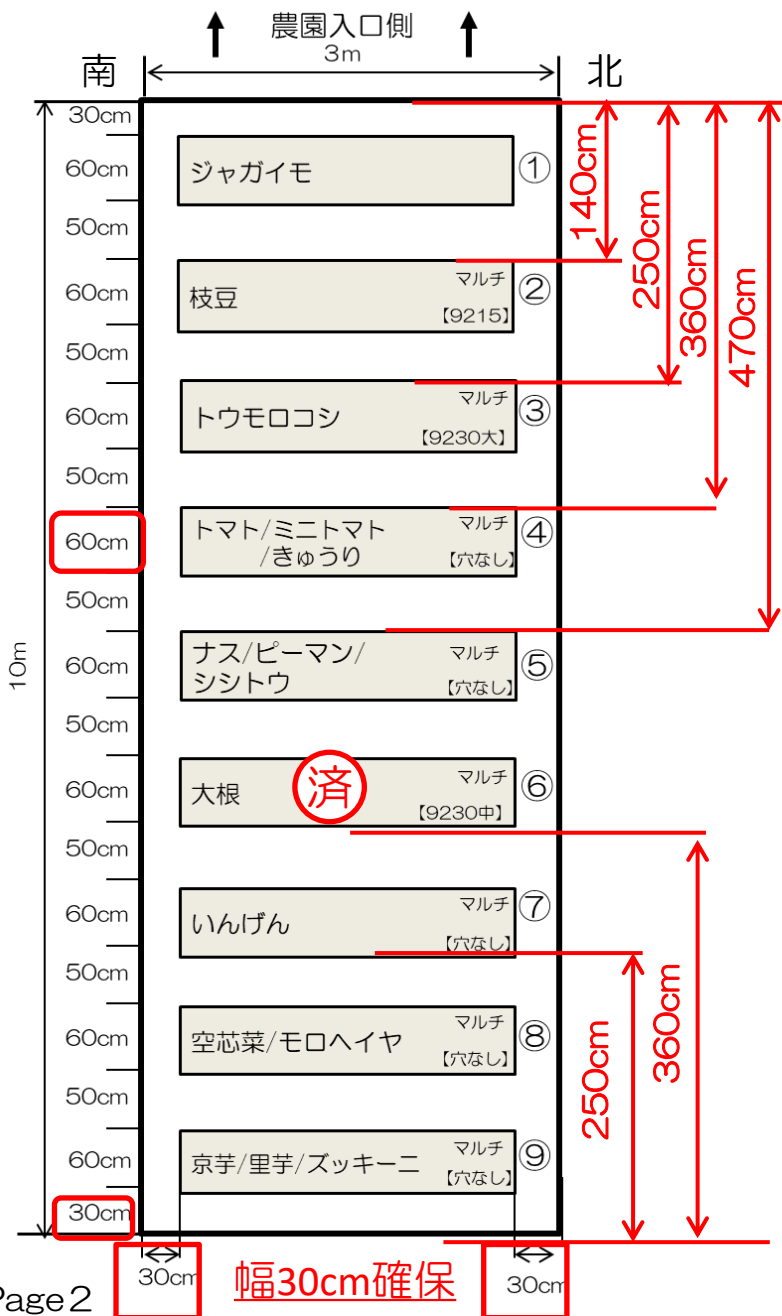 農園入口側
3m
南
北
30cm
60cm
ジャガイモ
①
50cm
140cm
250cm
360cm
470cm
60cm
枝豆
マルチ
【9215】
②
50cm
60cm
トウモロコシ
マルチ
【9230大】
③
50cm
60cm
トマト/ミニトマト
/きゅうり
マルチ
【穴なし】
④
50cm
10m
60cm
ナス/ピーマン/
シシトウ
マルチ
【穴なし】
⑤
50cm
60cm
大根
済
マルチ
【9230中】
⑥
50cm
60cm
いんげん
マルチ
【穴なし】
⑦
50cm
250cm
360cm
60cm
空芯菜/モロヘイヤ
マルチ
【穴なし】
⑧
50cm
60cm
京芋/里芋/ズッキーニ
マルチ
【穴なし】
⑨
30cm
30cm
幅30cm確保
30cm
Page2